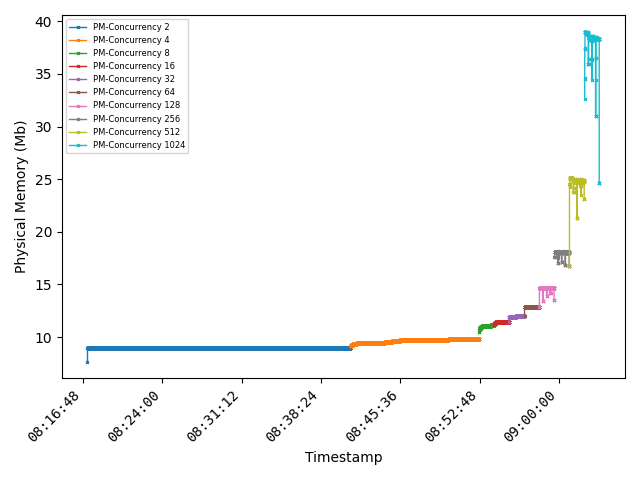 PM-Concurrency 2
PM-Concurrency 4
PM-Concurrency 8
PM-Concurrency 16
PM-Concurrency 32
PM-Concurrency 64
PM-Concurrency 128
PM-Concurrency 256
PM-Concurrency 512
PM-Concurrency 1024
Physical Memory (Mb)
40
35
30
25
20
15
10
08:16:48
08:24:00
08:31:12
08:38:24
08:45:36
08:52:48
09:00:00
Timestamp